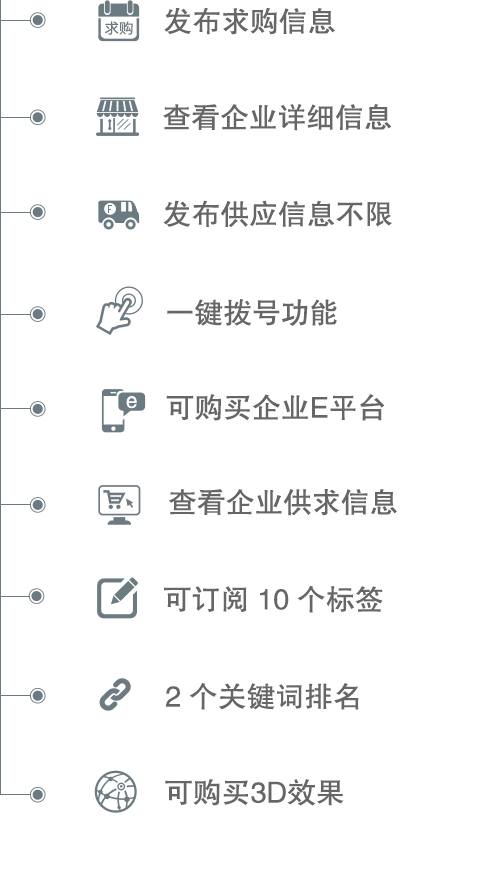 求购
发布求购信息
查看企业详细信息
F
发布供应信息不限
一键拨号功能
e
可购买企业E平台
查看企业供求信息
可订阅 10 个标签
2 个关键词排名
可购买3D效果